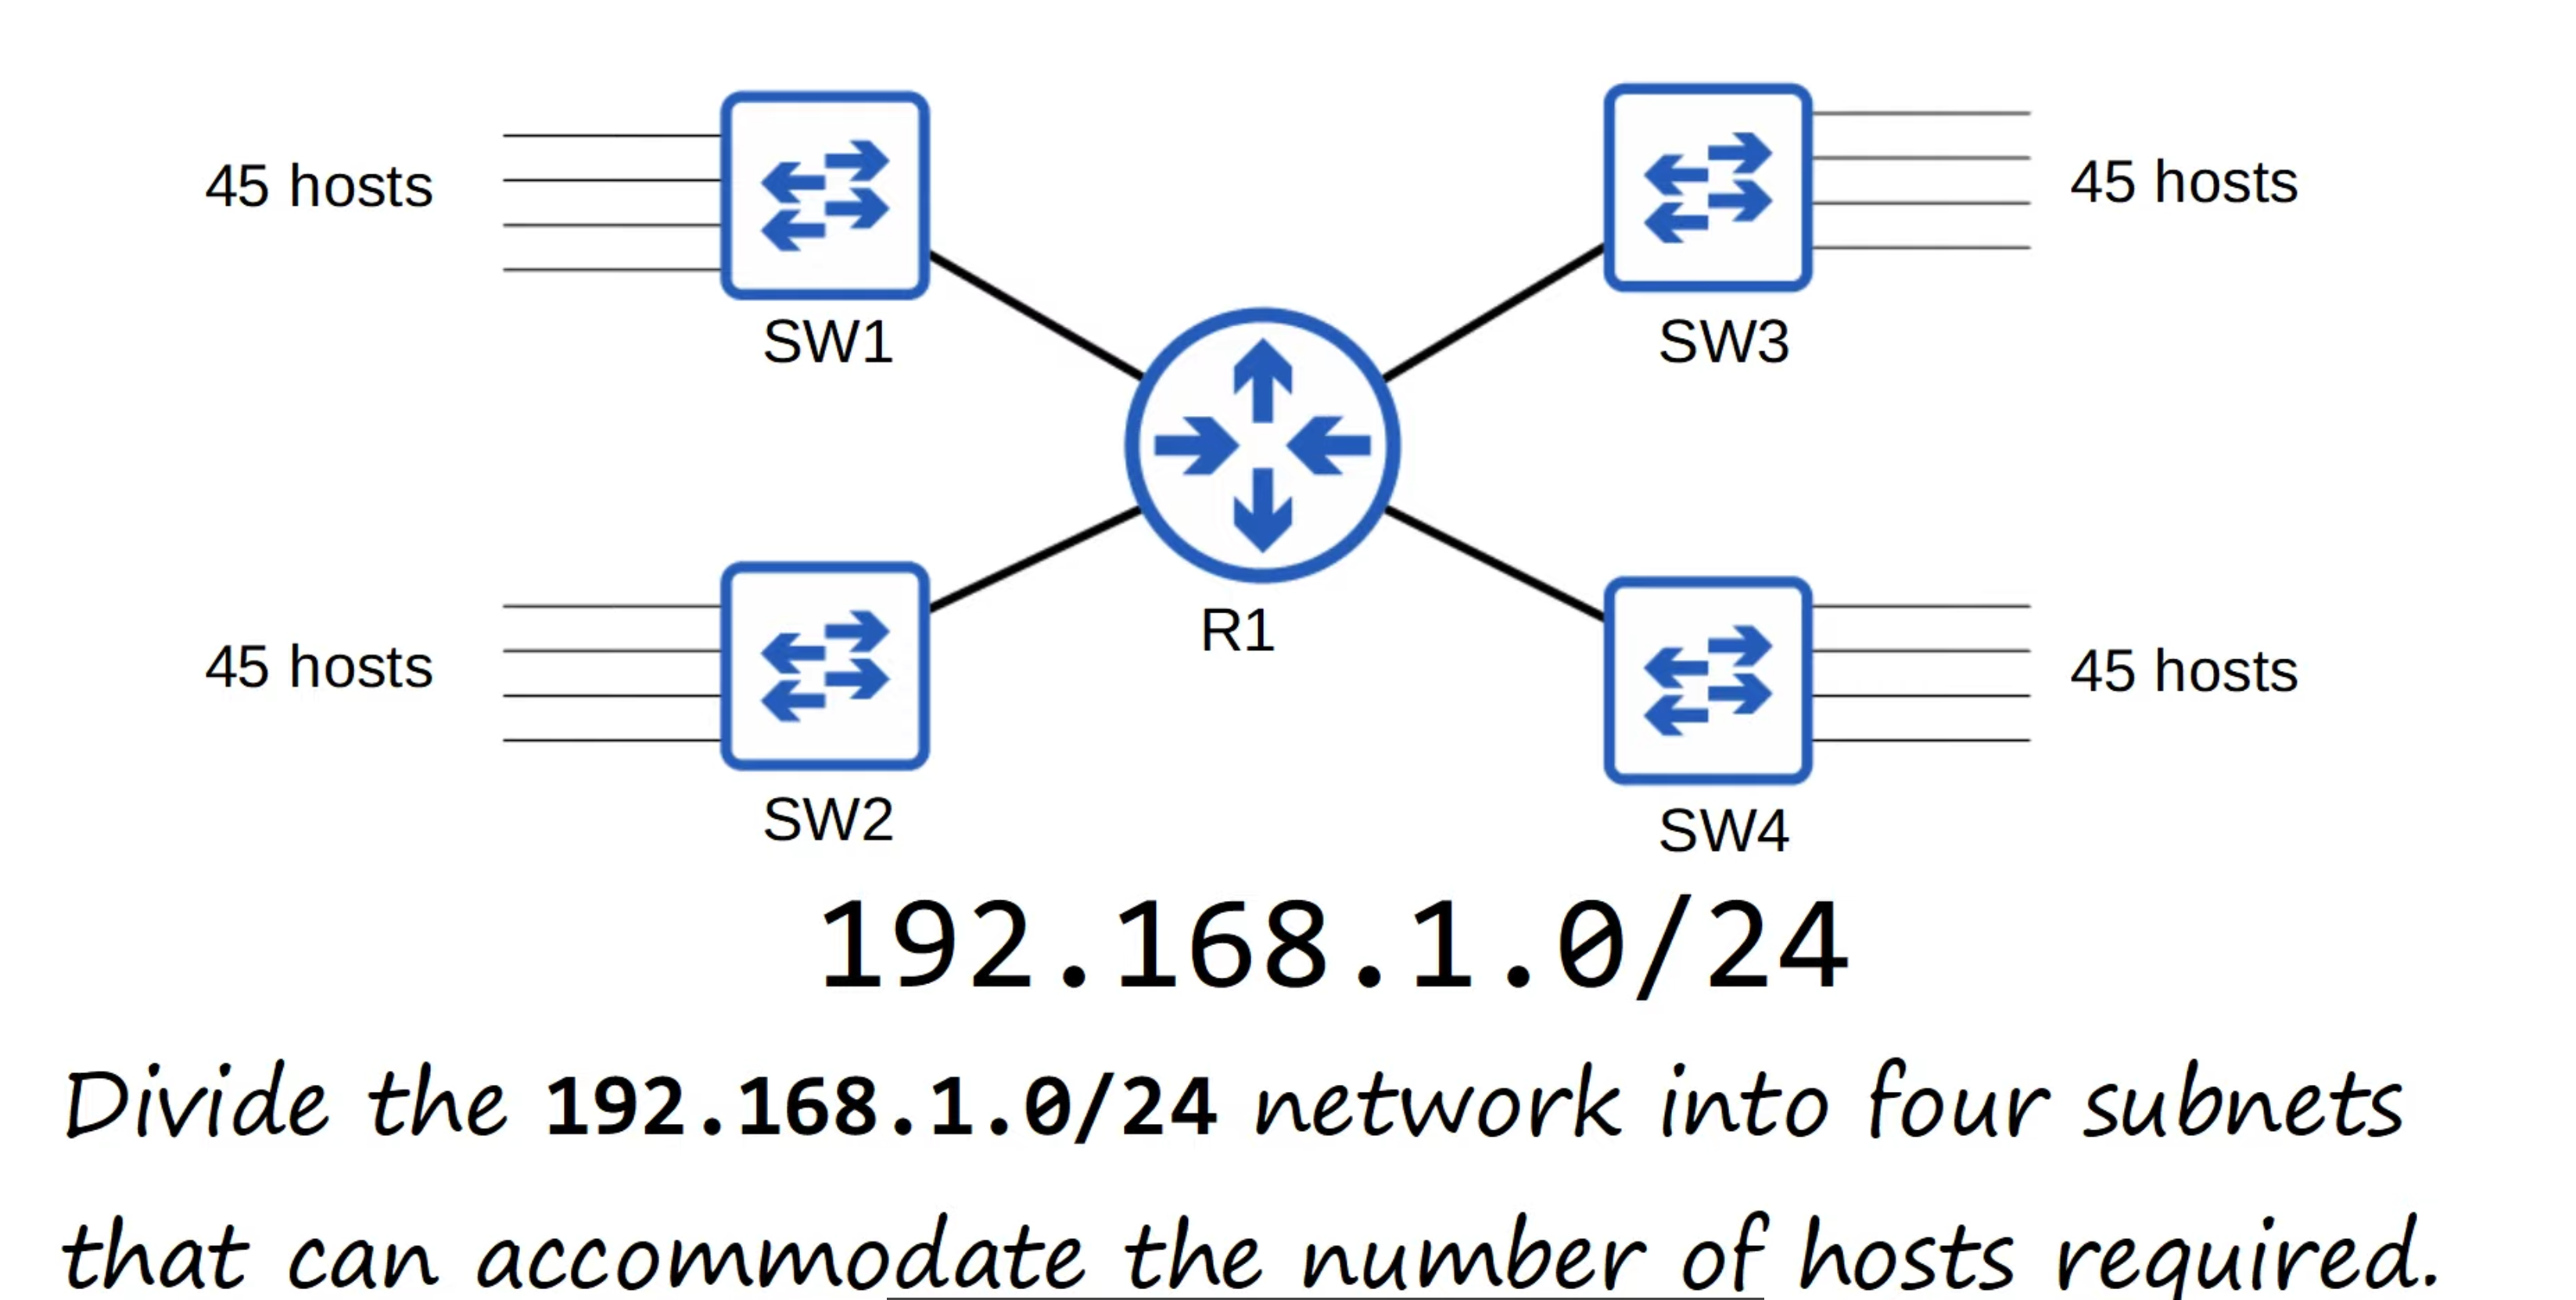 45 hosts
45 hosts
SW1
SW3
R1
45 hosts
45 hosts
SW2
SW4
192.168.1.0/24
Divide the 192.168.1.0/24 network into four subnets
that can accommodate the number of hosts required.